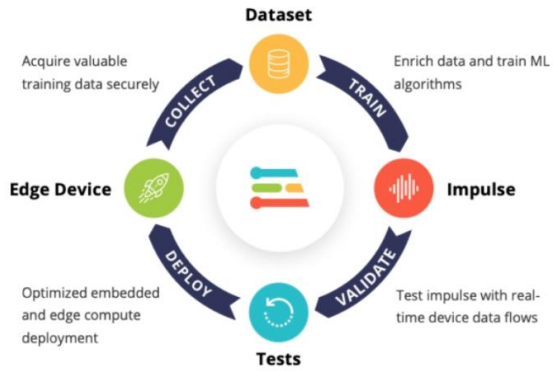 Dataset
Acquire valuable
training data securely
COLLECT
TRAIN
Enrich data and train ML
algorithms
Edge Device
Impulse
DEPLOY
VALIDATE
Optimized embedded
and edge compute
deployment
Test impulse with real-
time device data flows
Tests